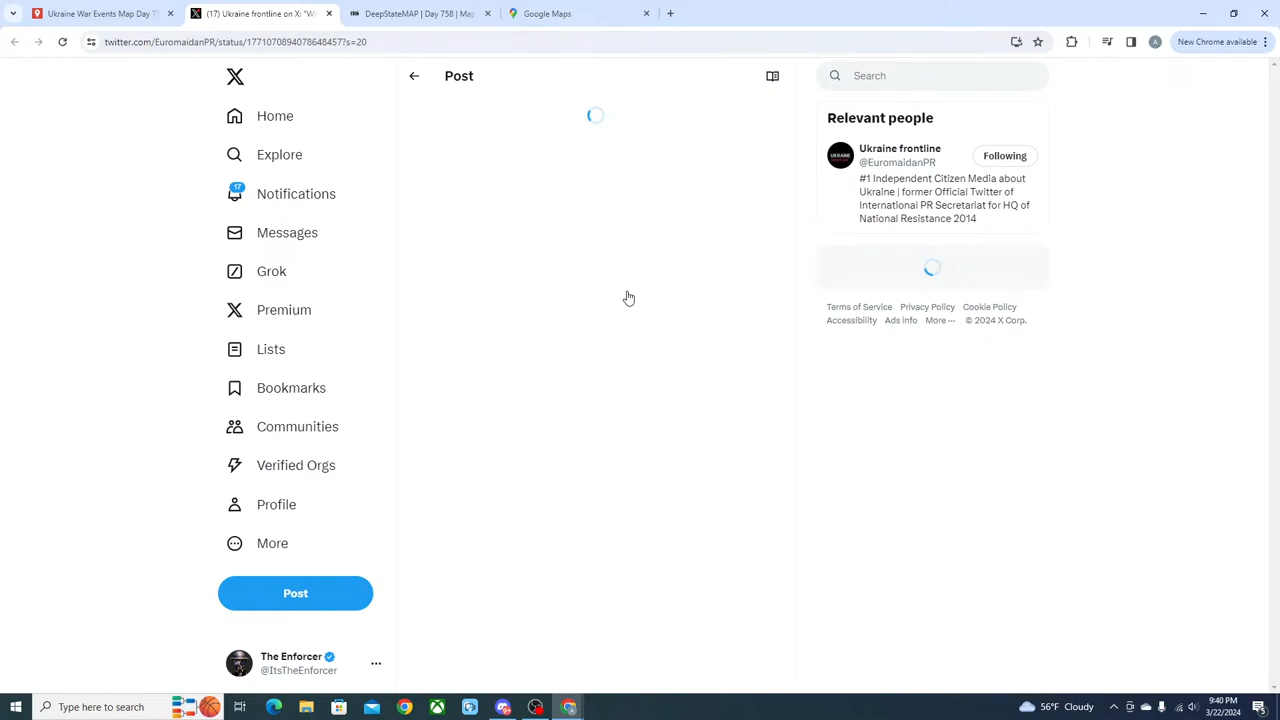 Ukraine War Events Map Day 7
(17) Ukraine frontline on X: "W
DeepStateMAP | Day 758 | Map
Google Maps
twitter.com/EuromaidanPR/status/1771070894078648457?s=20
New Chrome available
Post
Search
Home
Explore
17
Notifications
Messages
Grok
Premium
Lists
Bookmarks
Communities
Verified Orgs
Profile
More
Post
The Enforcer
@ItsTheEnforcer
Relevant people
Ukraine frontline
@EuromaidanPR
Following
#1 Independent Citizen Media about
Ukraine | former Official Twitter of
International PR Secretariat for HQ of
National Resistance 2014
Terms of Service Privacy Policy Cookie Policy
Accessibility Ads info More ··· © 2024 X Corp.
Type here to search
56°F Cloudy
9:40 PM
3/22/2024